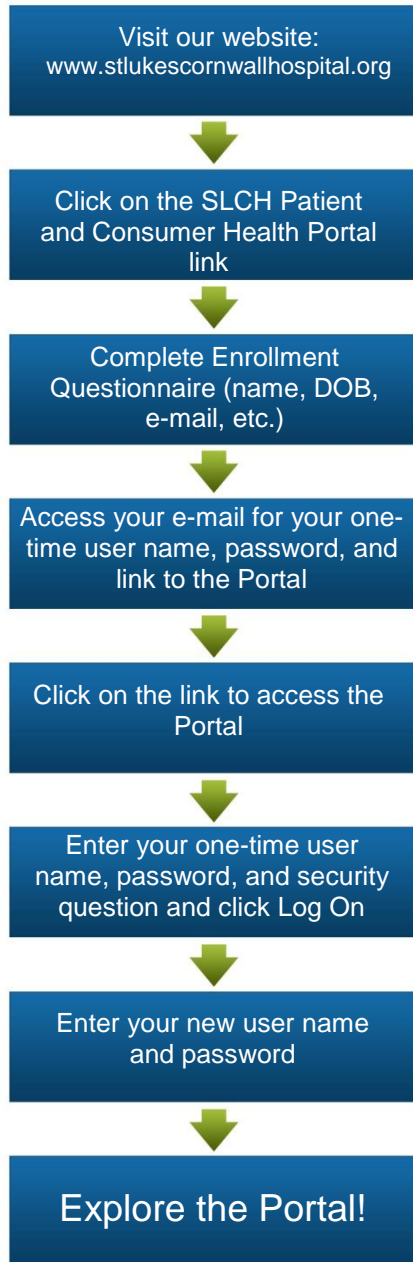 Visit our website:
www.stlukescornwallhospital.org
Click on the SLCH Patient
and Consumer Health Portal
link
Complete Enrollment
Questionnaire (name, DOB,
e-mail, etc.)
Access your e-mail for your one-
time user name, password, and
link to the Portal
Click on the link to access the
Portal
Enter your one-time user
name, password, and security
question and click Log On
Enter your new user name
and password
Explore the Portal!